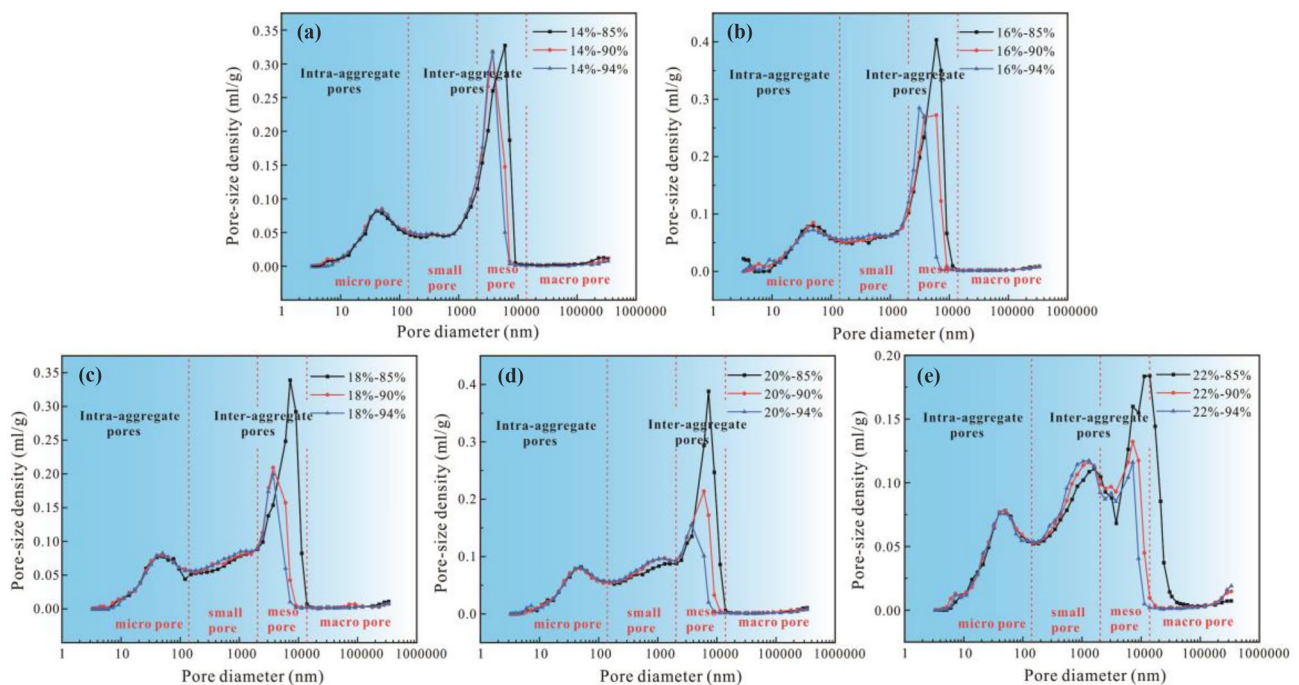 (a)
14%-85%
14%-90%
14%-94%
Intra-aggregate
pores
Inter-aggregate
pores
micro pore
small
pore
meso
pore
macro pore
0.35
0.30
0.25
0.20
0.15
0.10
0.05
0.00
Pore-size density (ml/g)
1 10 100 1000 10000 100000 1000000
Pore diameter (nm)
(b)
16%-85%
16%-90%
16%-94%
Intra-aggregate
pores
Inter-aggregate
pores
micro pore
small
pore
meso
pore
macro pore
0.4
0.3
0.2
0.1
0.0
Pore-size density (ml/g)
1 10 100 1000 10000 100000 1000000
Pore diameter (nm)
(c)
18%-85%
18%-90%
18%-94%
Intra-aggregate
pores
Inter-aggregate
pores
micro pore
small
pore
meso
pore
macro pore
0.35
0.30
0.25
0.20
0.15
0.10
0.05
0.00
Pore-size density (ml/g)
1 10 100 1000 10000 100000 1000000
Pore diameter (nm)
(d)
20%-85%
20%-90%
20%-94%
Intra-aggregate
pores
Inter-aggregate
pores
micro pore
small
pore
meso
pore
macro pore
0.4
0.3
0.2
0.1
0.0
Pore-size density (ml/g)
1 10 100 1000 10000 100000 1000000
Pore diameter (nm)
(e)
22%-85%
22%-90%
22%-94%
Intra-aggregate
pores
Inter-aggregate
pores
micro pore
small
pore
meso
pore
macro pore
0.20
0.15
0.10
0.05
0.00
Pore-size density (ml/g)
1 10 100 1000 10000 100000 1000000
Pore diameter (nm)